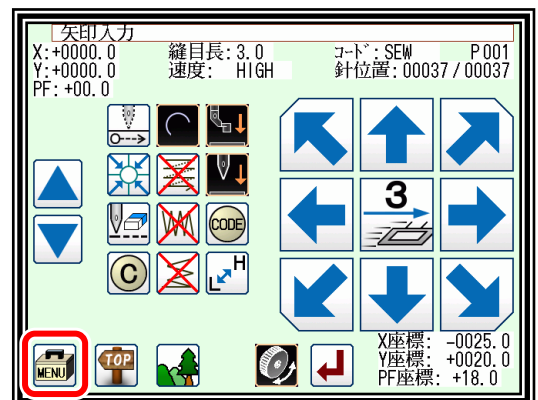 矢印入力
X:+0000.0 縫目長:3.0 コード:SEW P001
Y:+0000.0 速度: HIGH 針位置:00037/00037
PF:+00.0
3
CODE
C
L H
X座標: -0025.0
Y座標: +0020.0
PF座標: +18.0
MENU
TOP